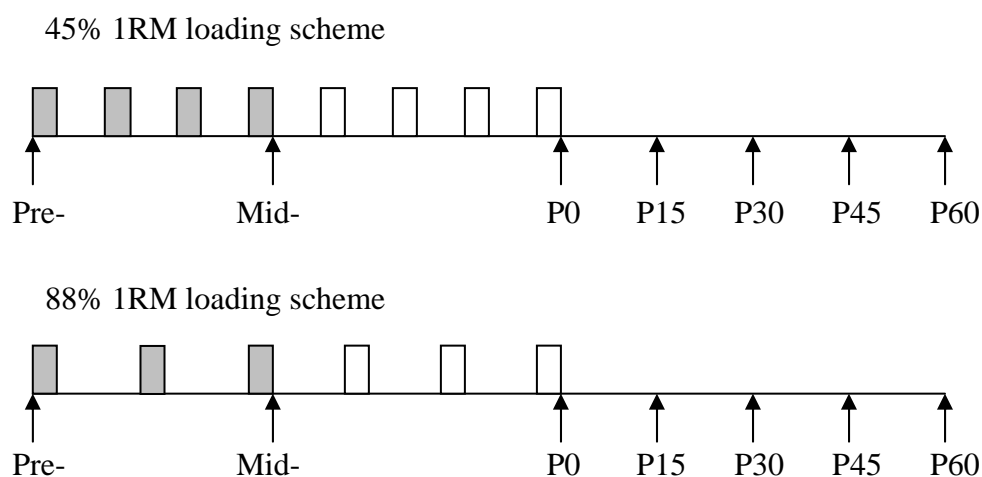 45% 1RM loading scheme
Pre- Mid- P0 P15 P30 P45 P60
88% 1RM loading scheme
Pre- Mid- P0 P15 P30 P45 P60